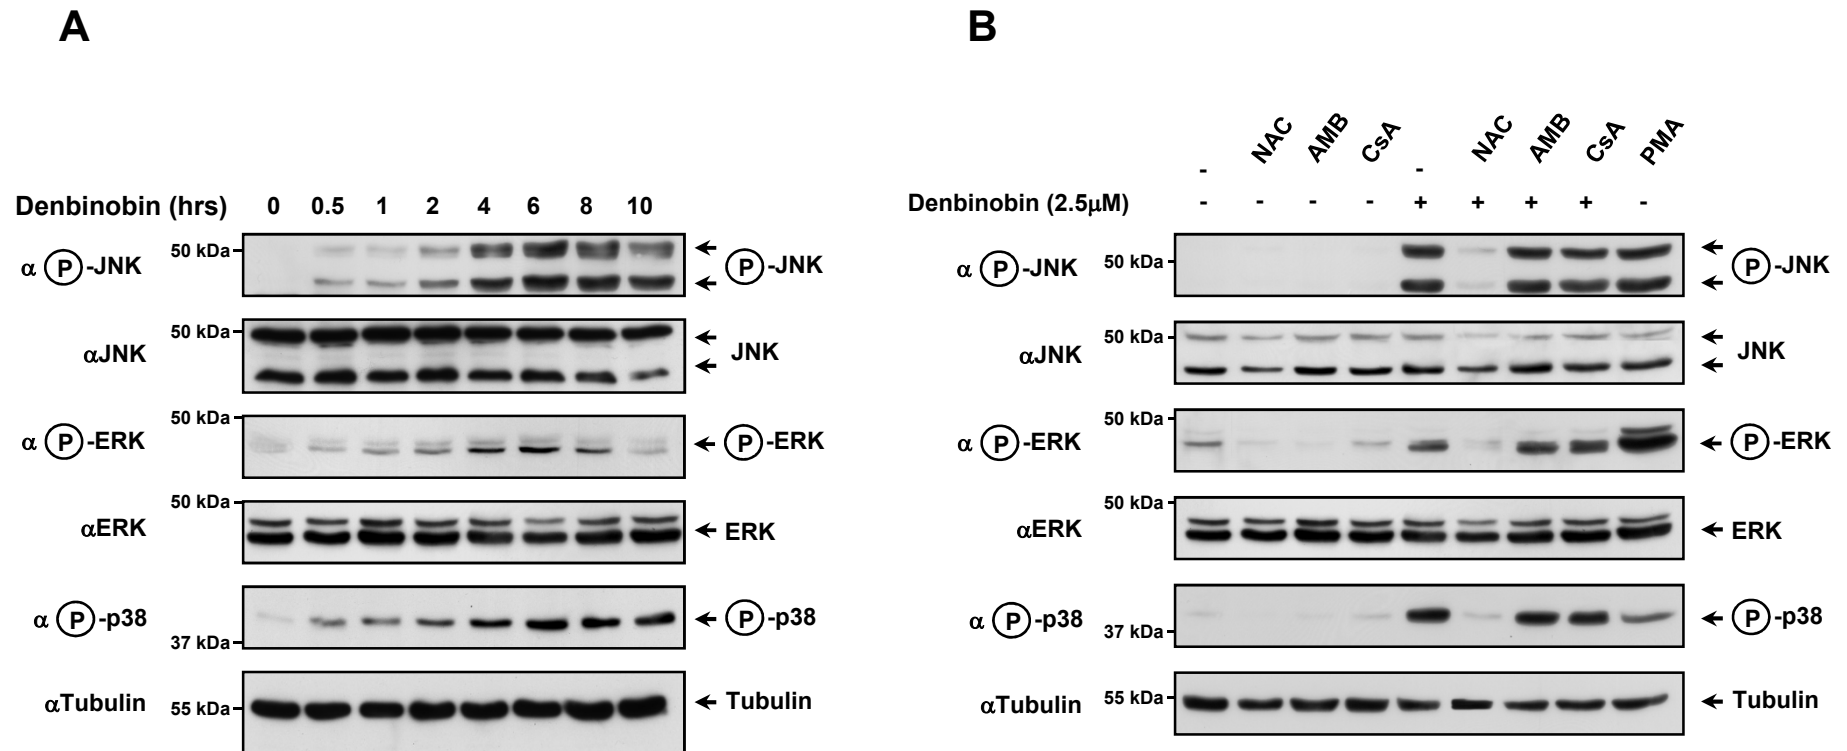 A
Denbinobin (hrs) 0 0.5 1 2 4 6 8 10
α P-JNK 50 kDa P-JNK
αJNK 50 kDa JNK
α P-ERK 50 kDa P-ERK
αERK 50 kDa ERK
α P-p38 37 kDa P-p38
αTubulin 55 kDa Tubulin
B
- NAC AMB CsA - NAC AMB CsA PMA
Denbinobin (2.5μM) - - - - + + + + -
α P-JNK 50 kDa P-JNK
αJNK 50 kDa JNK
α P-ERK 50 kDa P-ERK
αERK 50 kDa ERK
α P-p38 37 kDa P-p38
αTubulin 55 kDa Tubulin